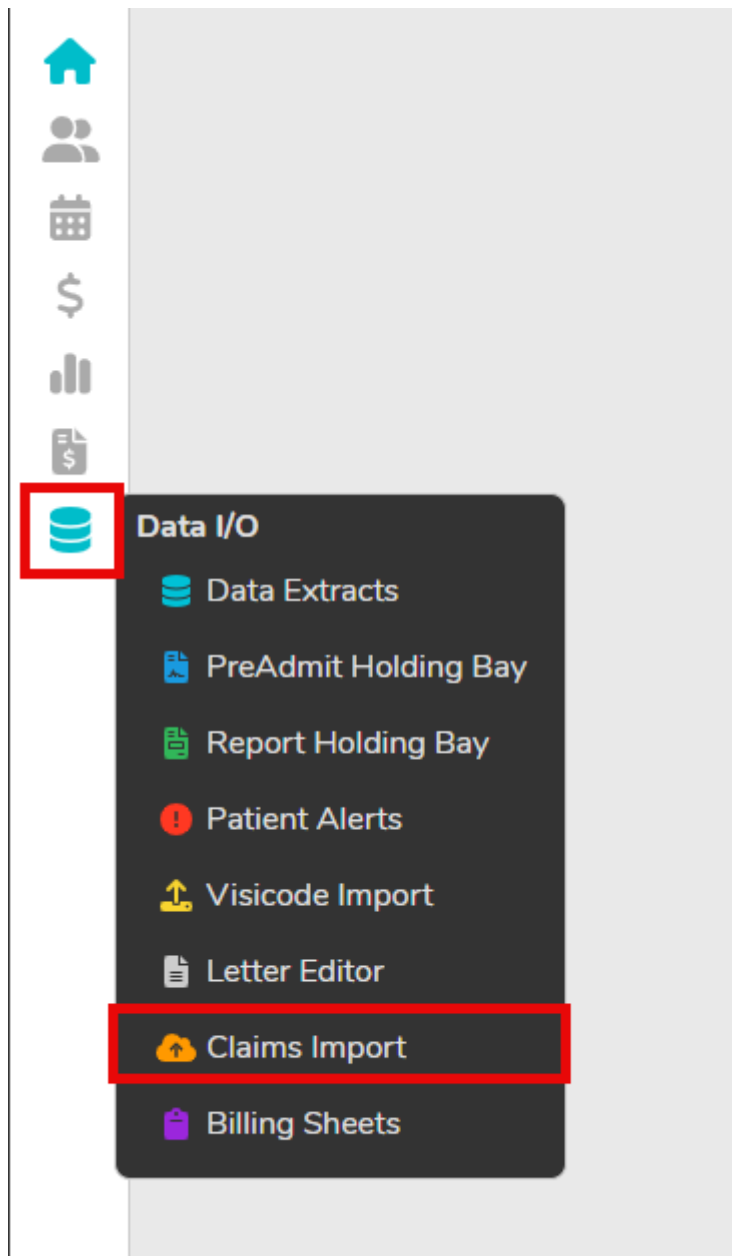 Data I/O
Data Extracts
PreAdmit Holding Bay
Report Holding Bay
Patient Alerts
Visicode Import
Letter Editor
Claims Import
Billing Sheets